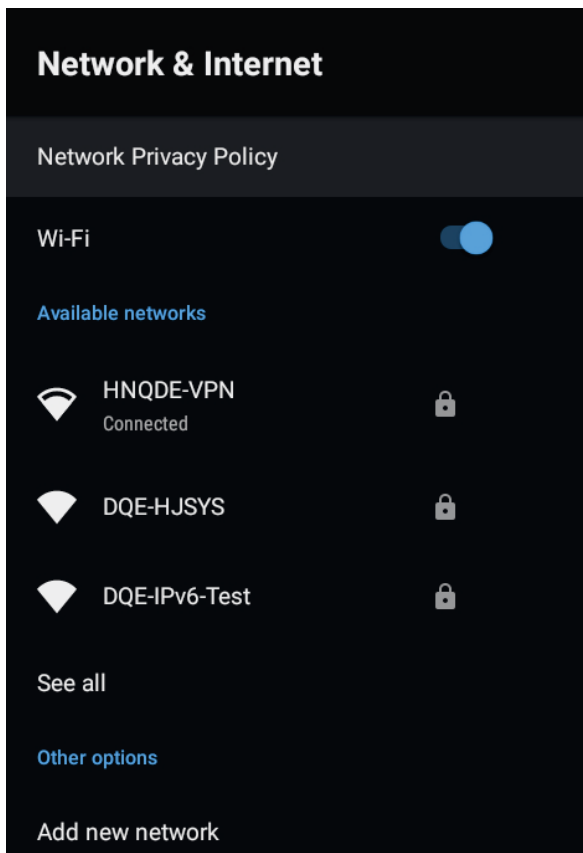 Network & Internet
Network Privacy Policy
Wi-Fi
Available networks
HNQDE-VPN
Connected
DQE-HJSYS
DQE-IPv6-Test
See all
Other options
Add new network